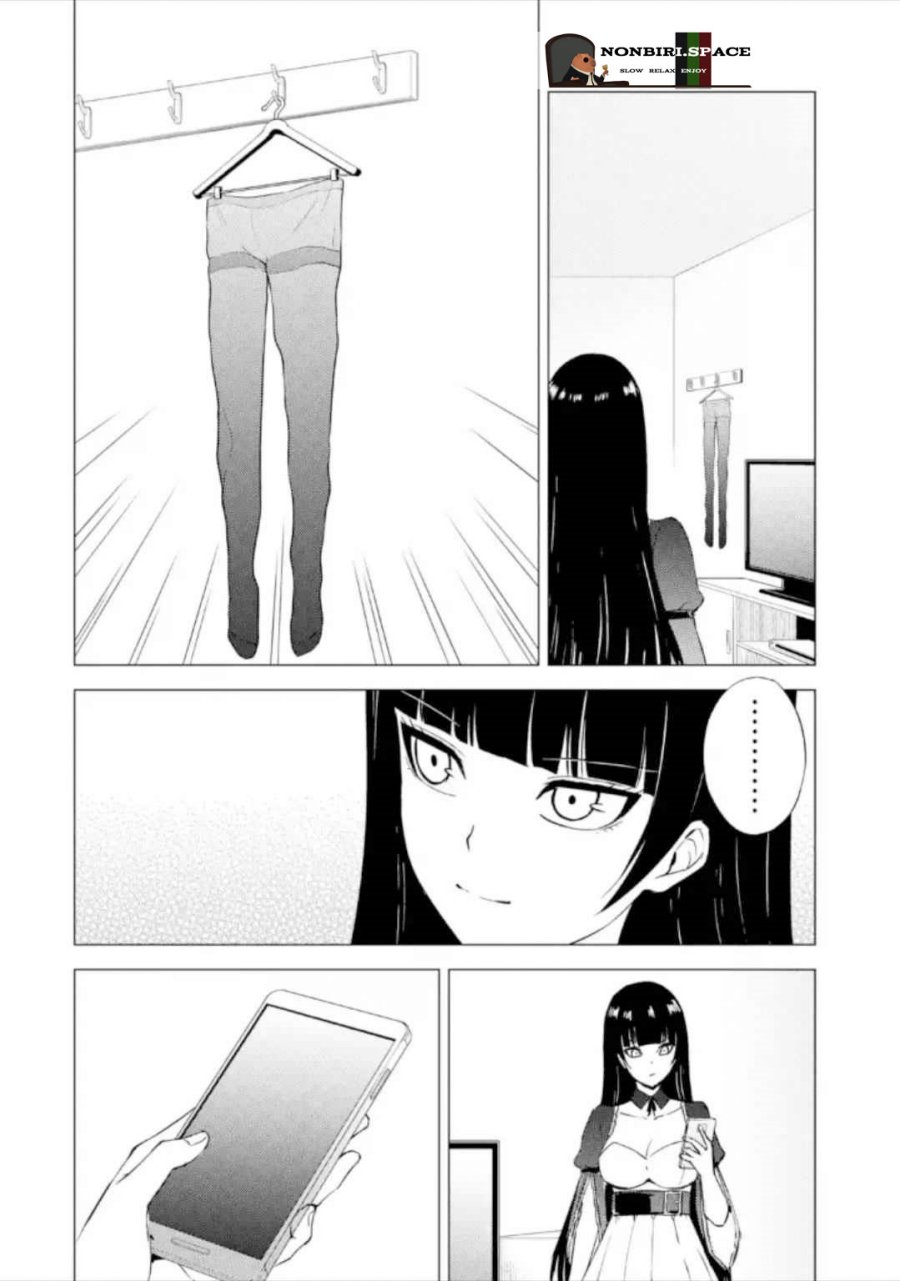 NONBIRI.SPACE
SLOW RELAX ENJOY
..........